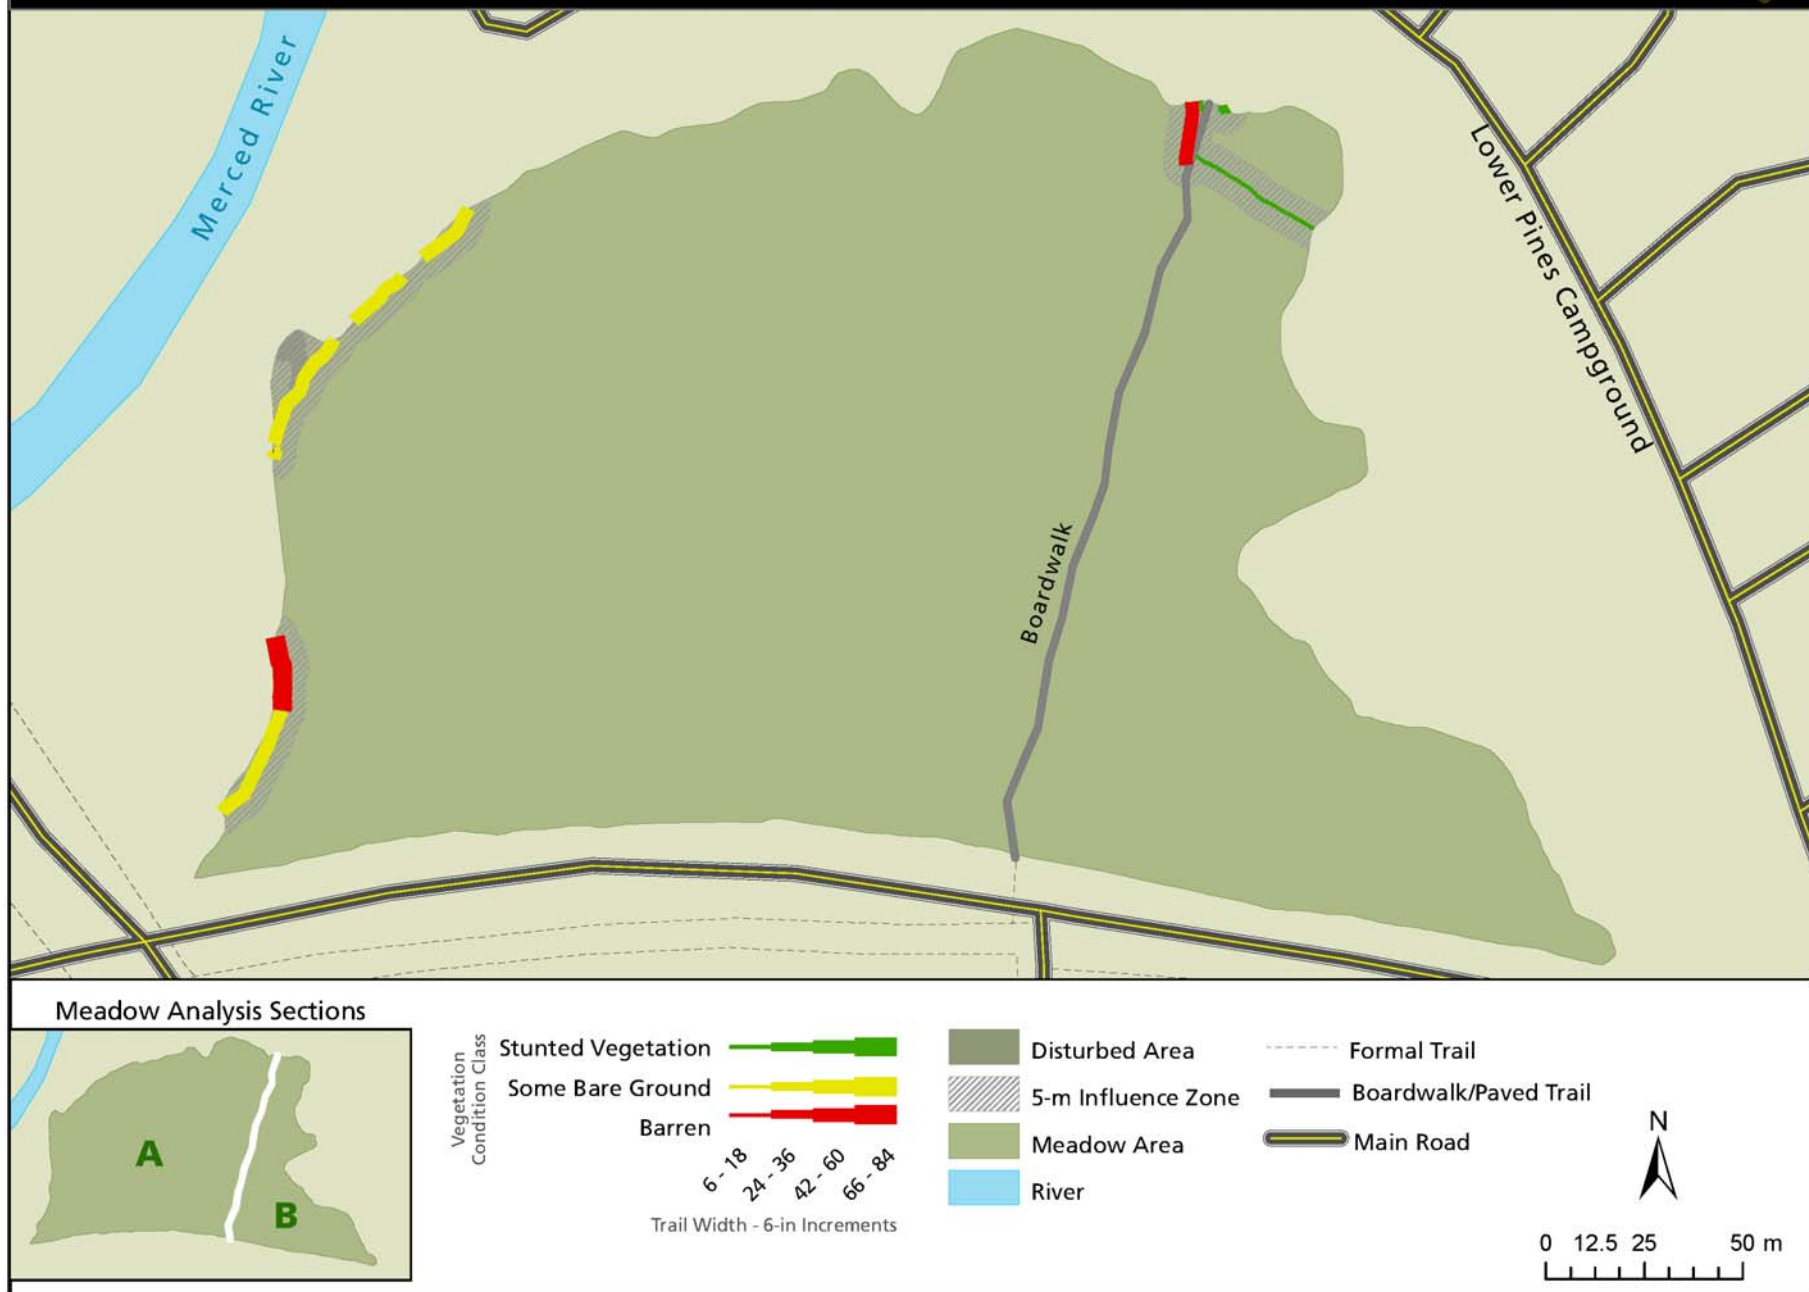 Merced River
Lower Pines Campground
Boardwalk
Meadow Analysis Sections
A
B
Vegetation
Condition Class
Stunted Vegetation
Some Bare Ground
Barren
6 - 18
24 - 36
42 - 60
66 - 84
Trail Width - 6-in Increments
Disturbed Area
5-m Influence Zone
Meadow Area
River
Formal Trail
Boardwalk/Paved Trail
Main Road
N
0 12.5 25 50 m